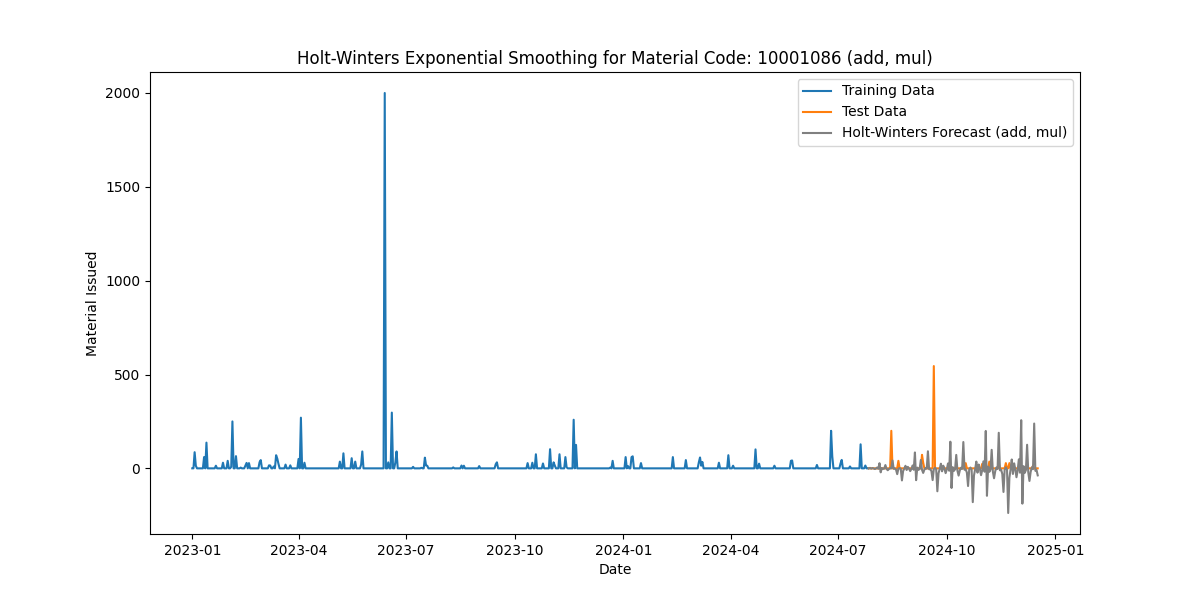 Holt-Winters Exponential Smoothing for Material Code: 10001086 (add, mul)
Training Data
Test Data
Holt-Winters Forecast (add, mul)
Material Issued
2000
1500
1000
500
0
2023-01
2023-04
2023-07
2023-10
2024-01
2024-04
2024-07
2024-10
2025-01
Date